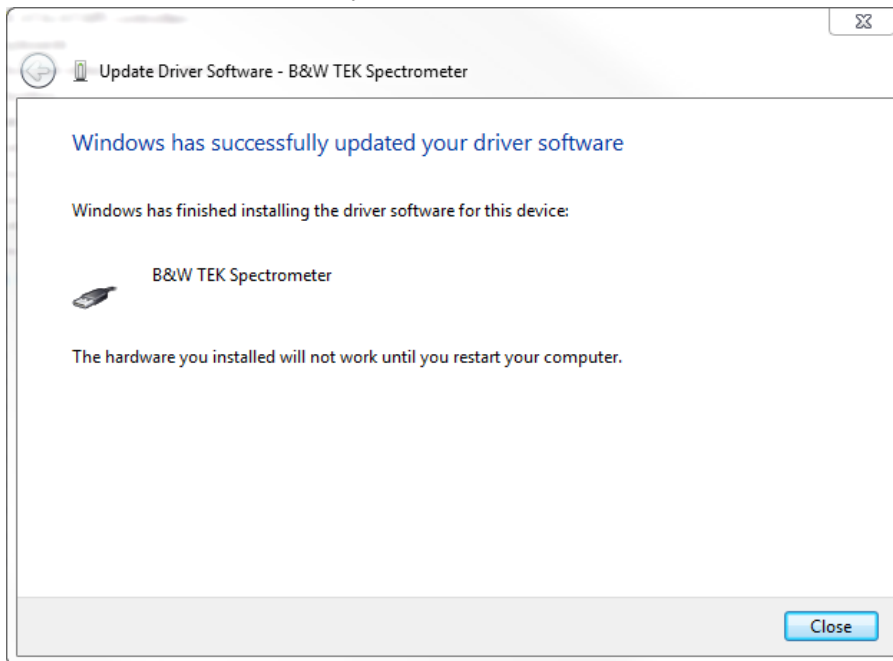 Update Driver Software - B&W TEK Spectrometer
Windows has successfully updated your driver software
Windows has finished installing the driver software for this device:
B&W TEK Spectrometer
The hardware you installed will not work until you restart your computer.
Close